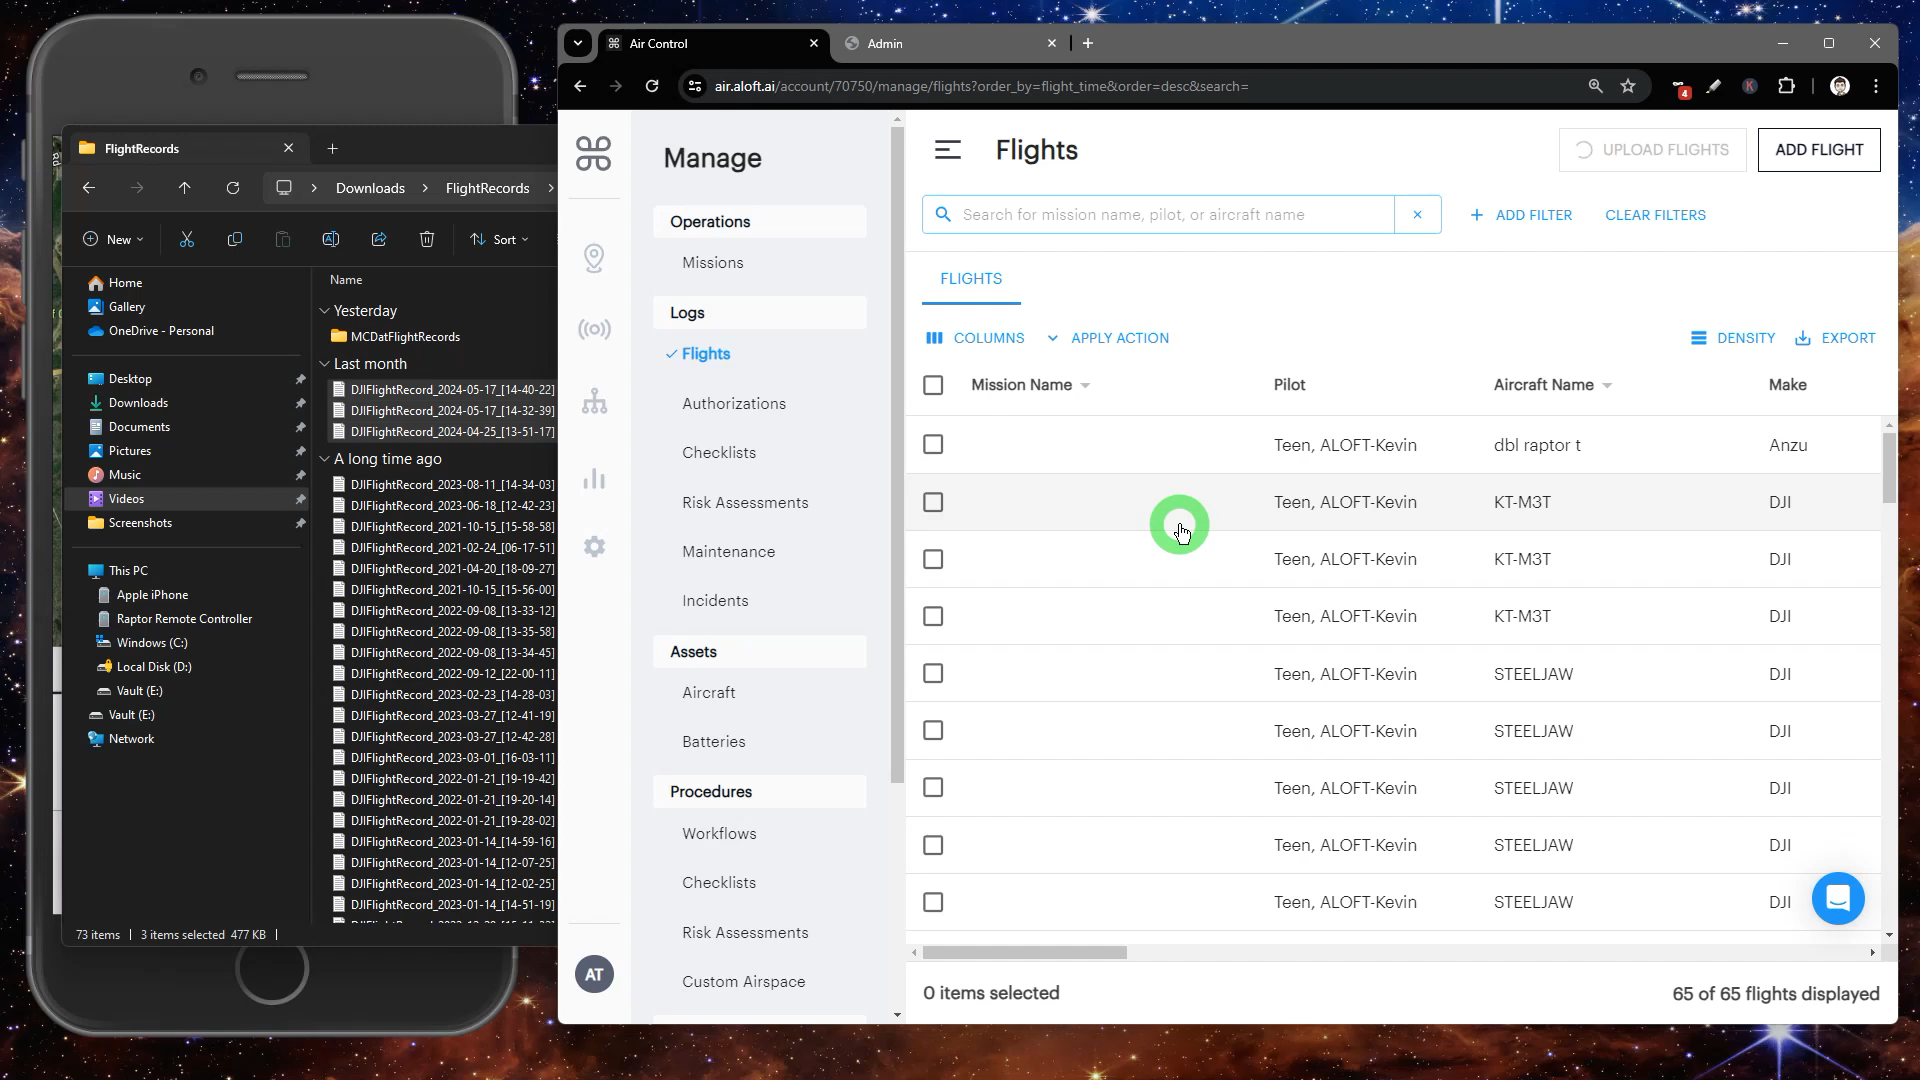 FlightRecords
Downloads
FlightRecords
New
Sort
Home
Gallery
OneDrive - Personal
Desktop
Downloads
Documents
Pictures
Music
Videos
Screenshots
This PC
Apple iPhone
Raptor Remote Controller
Windows (C:)
Local Disk (D:)
Vault (E:)
Vault (E:)
Network
Name
Yesterday
MCDatFlightRecords
Last month
DJIFlightRecord_2024-05-17_[14-40-22]
DJIFlightRecord_2024-05-17_[14-32-39]
DJIFlightRecord_2024-04-25_[13-51-17]
A long time ago
DJIFlightRecord_2023-08-11_[14-34-03]
DJIFlightRecord_2023-06-18_[12-42-23]
DJIFlightRecord_2021-10-15_[15-58-58]
DJIFlightRecord_2021-02-24_[06-17-51]
DJIFlightRecord_2021-04-20_[18-09-27]
DJIFlightRecord_2021-10-15_[15-56-00]
DJIFlightRecord_2022-09-08_[13-33-12]
DJIFlightRecord_2022-09-08_[13-35-58]
DJIFlightRecord_2022-09-08_[13-34-45]
DJIFlightRecord_2022-09-12_[22-00-11]
DJIFlightRecord_2023-02-23_[14-28-03]
DJIFlightRecord_2023-03-27_[12-41-19]
DJIFlightRecord_2023-03-27_[12-42-28]
DJIFlightRecord_2023-03-01_[16-03-11]
DJIFlightRecord_2022-01-21_[19-19-42]
DJIFlightRecord_2022-01-21_[19-20-14]
DJIFlightRecord_2022-01-21_[19-28-02]
DJIFlightRecord_2023-01-14_[14-59-16]
DJIFlightRecord_2023-01-14_[12-07-25]
DJIFlightRecord_2023-01-14_[12-02-25]
DJIFlightRecord_2023-01-14_[14-51-19]
73 items
3 items selected 477 KB
Air Control
Admin
air.aloft.ai/account/70750/manage/flights?order_by=flight_time&order=desc&search=
4
K
Manage
Operations
Missions
Logs
Flights
Authorizations
Checklists
Risk Assessments
Maintenance
Incidents
Assets
Aircraft
Batteries
Procedures
Workflows
Checklists
Risk Assessments
Custom Airspace
AT
Flights
UPLOAD FLIGHTS
ADD FLIGHT
Search for mission name, pilot, or aircraft name
ADD FILTER
CLEAR FILTERS
FLIGHTS
COLUMNS
APPLY ACTION
DENSITY
EXPORT
Mission Name Pilot Aircraft Name Make
Teen, ALOFT-Kevin dbl raptor t Anzu
Teen, ALOFT-Kevin KT-M3T DJI
Teen, ALOFT-Kevin KT-M3T DJI
Teen, ALOFT-Kevin KT-M3T DJI
Teen, ALOFT-Kevin STEELJAW DJI
Teen, ALOFT-Kevin STEELJAW DJI
Teen, ALOFT-Kevin STEELJAW DJI
Teen, ALOFT-Kevin STEELJAW DJI
Teen, ALOFT-Kevin STEELJAW DJI
0 items selected
65 of 65 flights displayed